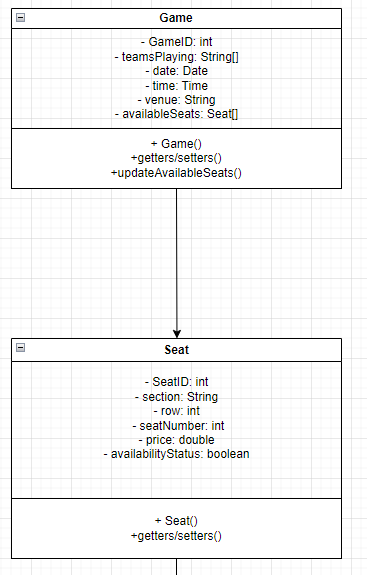 Game
- GameID: int
- teamsPlaying: String[]
- date: Date
- time: Time
- venue: String
- availableSeats: Seat[]
+ Game()
+getters/setters()
+updateAvailableSeats()
Seat
- SeatID: int
- section: String
- row: int
- seatNumber: int
- price: double
- availabilityStatus: boolean
+ Seat()
+getters/setters()